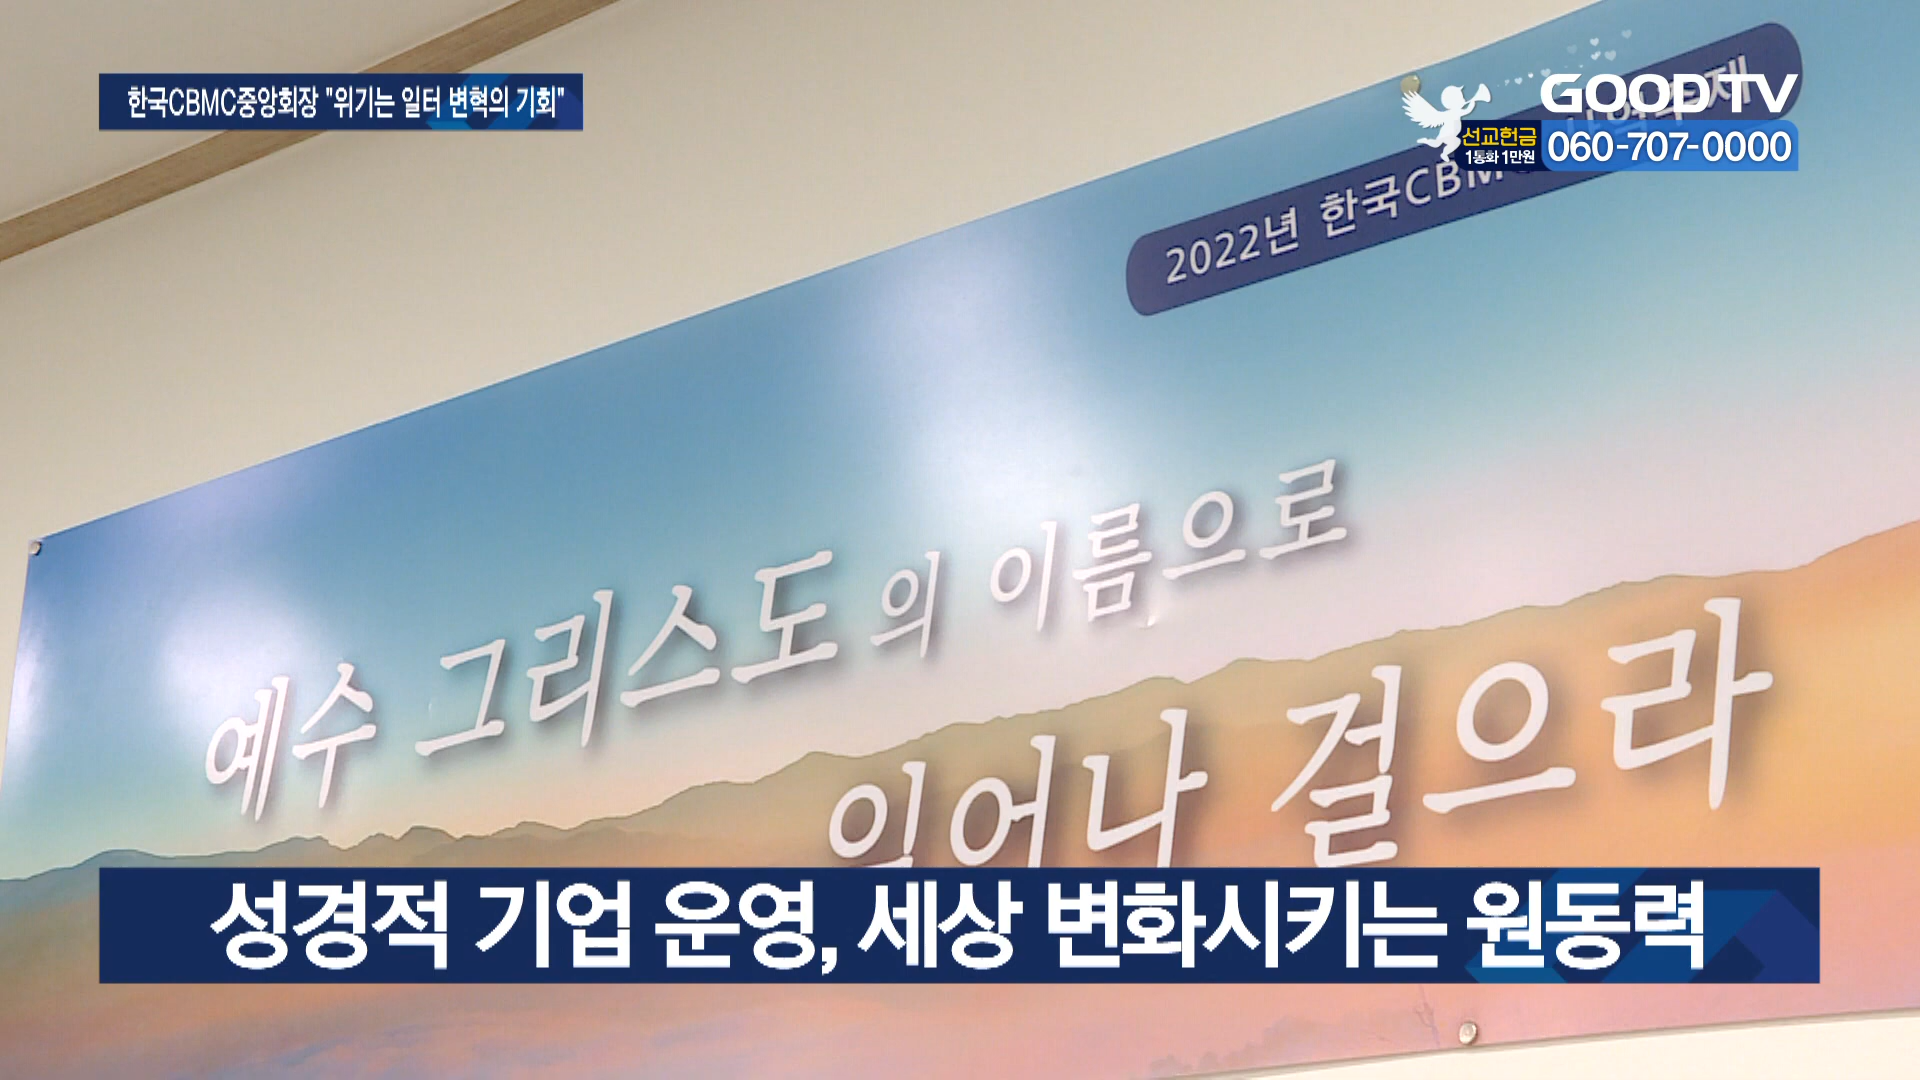 한국CBMC중앙회장 "위기는 일터 변혁의 기회"
GOODTV
선교헌금
1통화 1만원
060-707-0000
2022년 한국CBMC
예수 그리스도의 이름으로
일어나 걸으라
성경적 기업 운영, 세상 변화시키는 원동력